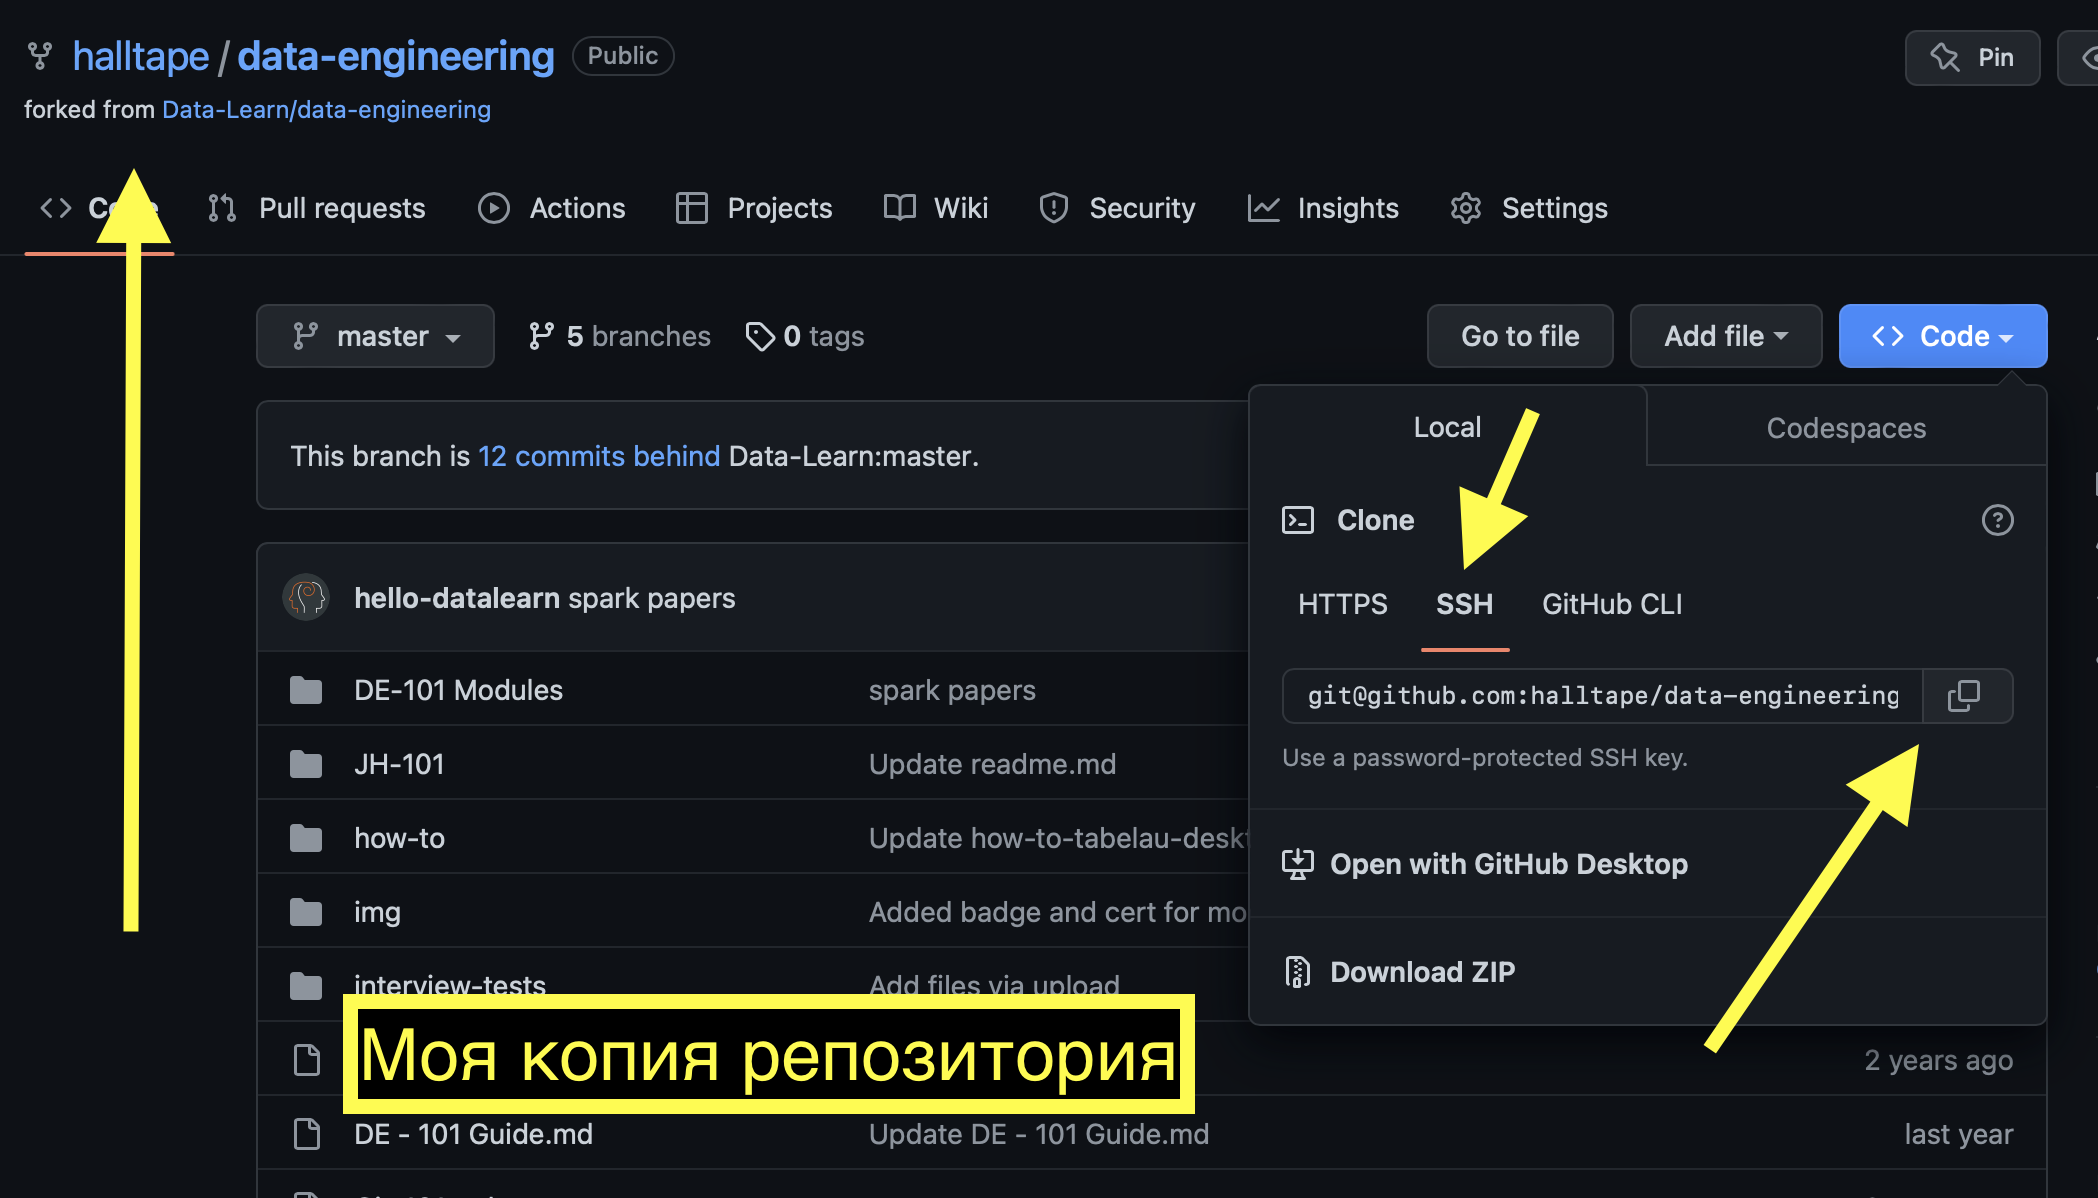 halltape / data-engineering Public
Pin
forked from Data-Learn/data-engineering
Code Pull requests Actions Projects Wiki Security Insights Settings
master 5 branches 0 tags Go to file Add file Code
This branch is 12 commits behind Data-Learn:master.
hello-datalearn spark papers
DE-101 Modules spark papers
JH-101 Update readme.md
how-to Update how-to-tabelau-deskt
img Added badge and cert for mo
interview-tests Add files via upload
Моя копия репозитория
2 years ago
DE - 101 Guide.md Update DE - 101 Guide.md last year
Local Codespaces
Clone
HTTPS SSH GitHub CLI
git@github.com:halltape/data-engineering
Use a password-protected SSH key.
Open with GitHub Desktop
Download ZIP